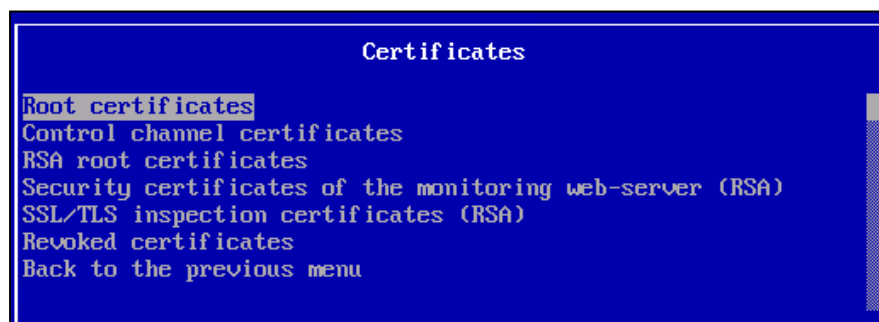 Certificates
Root certificates
Control channel certificates
RSA root certificates
Security certificates of the monitoring web-server (RSA)
SSL/TLS inspection certificates (RSA)
Revoked certificates
Back to the previous menu